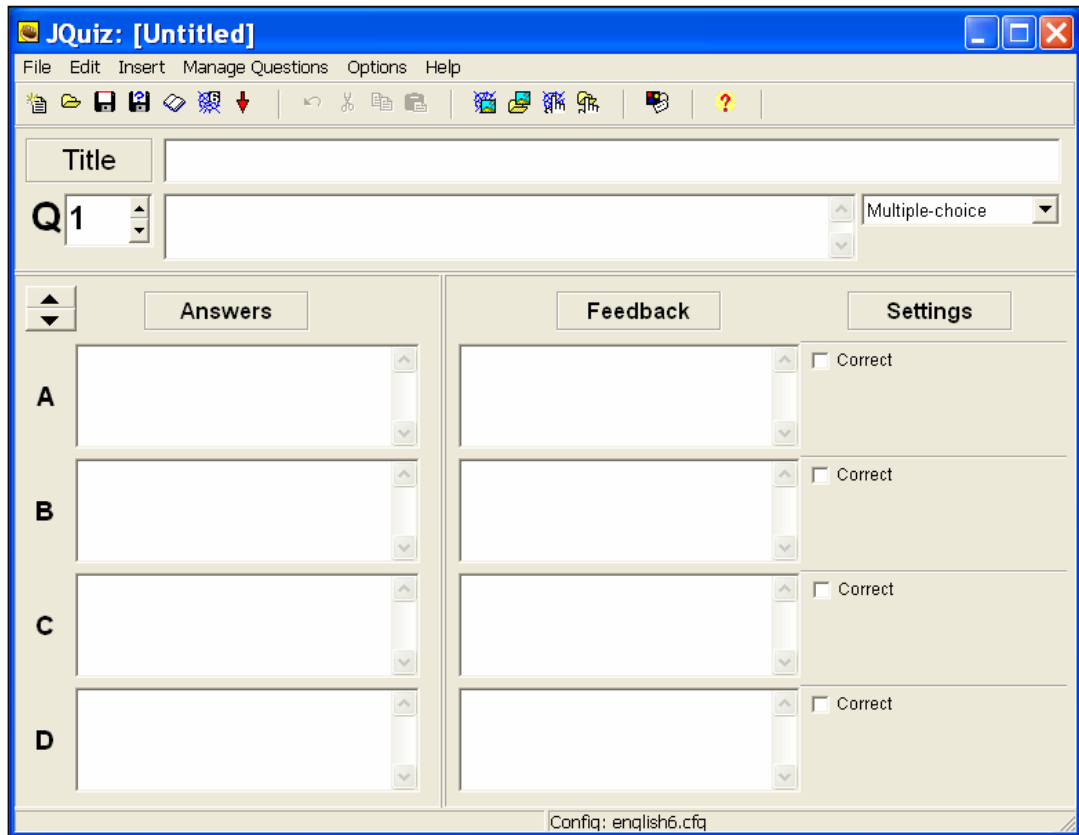 JQuiz: [Untitled]
File Edit Insert Manage Questions Options Help
Title
Q 1 Multiple-choice
Answers Feedback Settings
A Correct
B Correct
C Correct
D Correct
Config: english6.cfg